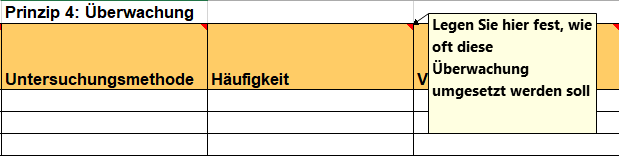 Prinzip 4: Überwachung
Untersuchungsmethode
Häufigkeit
V
Legen Sie hier fest, wie
oft diese
Überwachung
umgesetzt werden soll